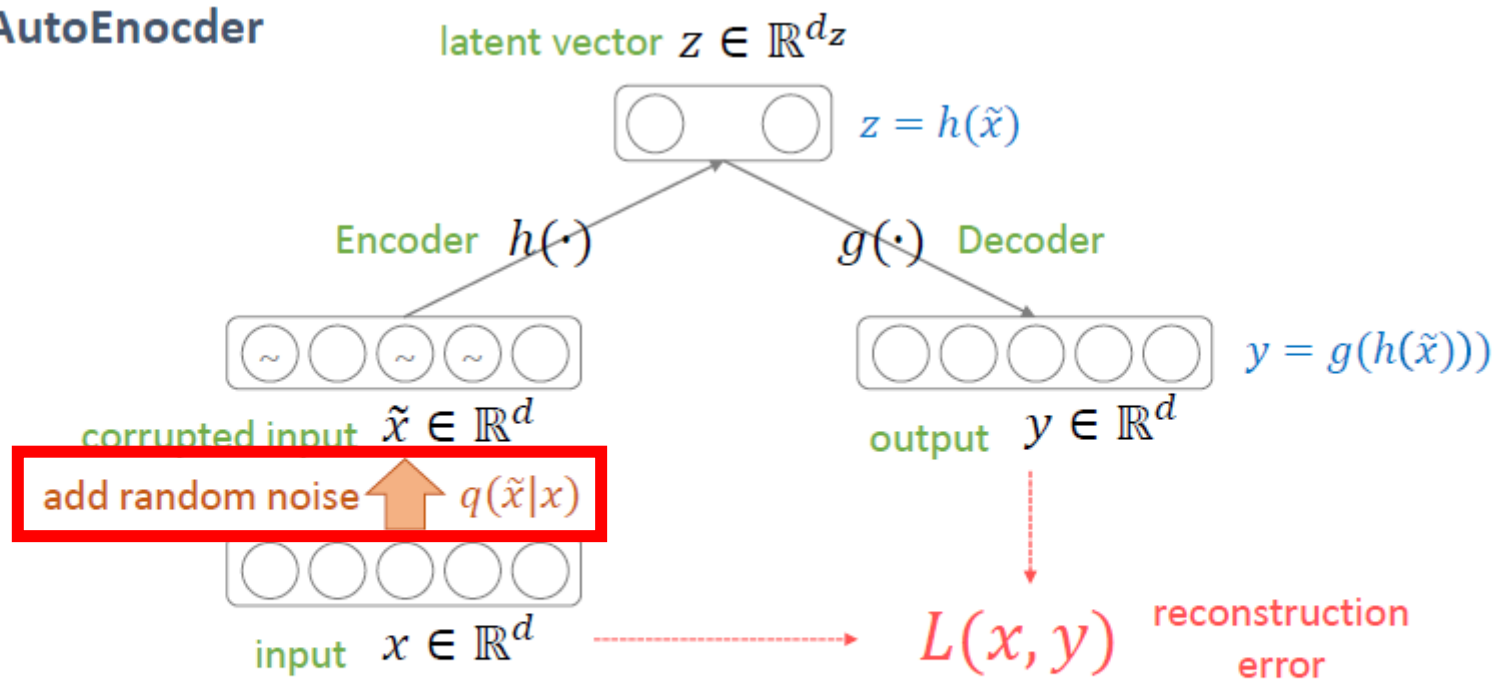 AutoEnocder
latent vector z ∈ ℝ^{d_z}
z = h(x̃)
Encoder h(·)
g(·) Decoder
~ ~ ~
y = g(h(x̃)))
corrupted input x̃ ∈ ℝ^d
output y ∈ ℝ^d
add random noise q(x̃|x)
input x ∈ ℝ^d
L(x, y)
reconstruction
error